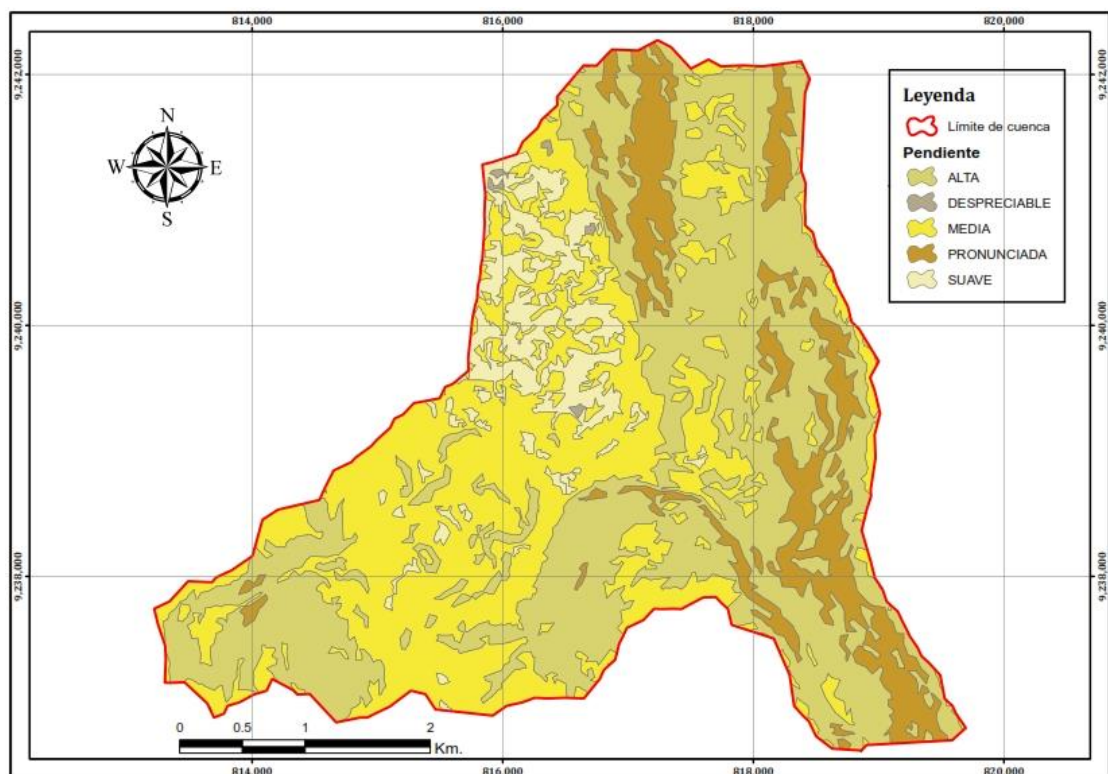 814,000 816,000 818,000 820,000
9,242,000 9,242,000
N
W E
S
Leyenda
Límite de cuenca
Pendiente
ALTA
DESPRECIABLE
MEDIA
PRONUNCIADA
SUAVE
9,240,000 9,240,000
9,238,000 9,238,000
0 0.5 1 2
Km.
814,000 816,000 818,000 820,000